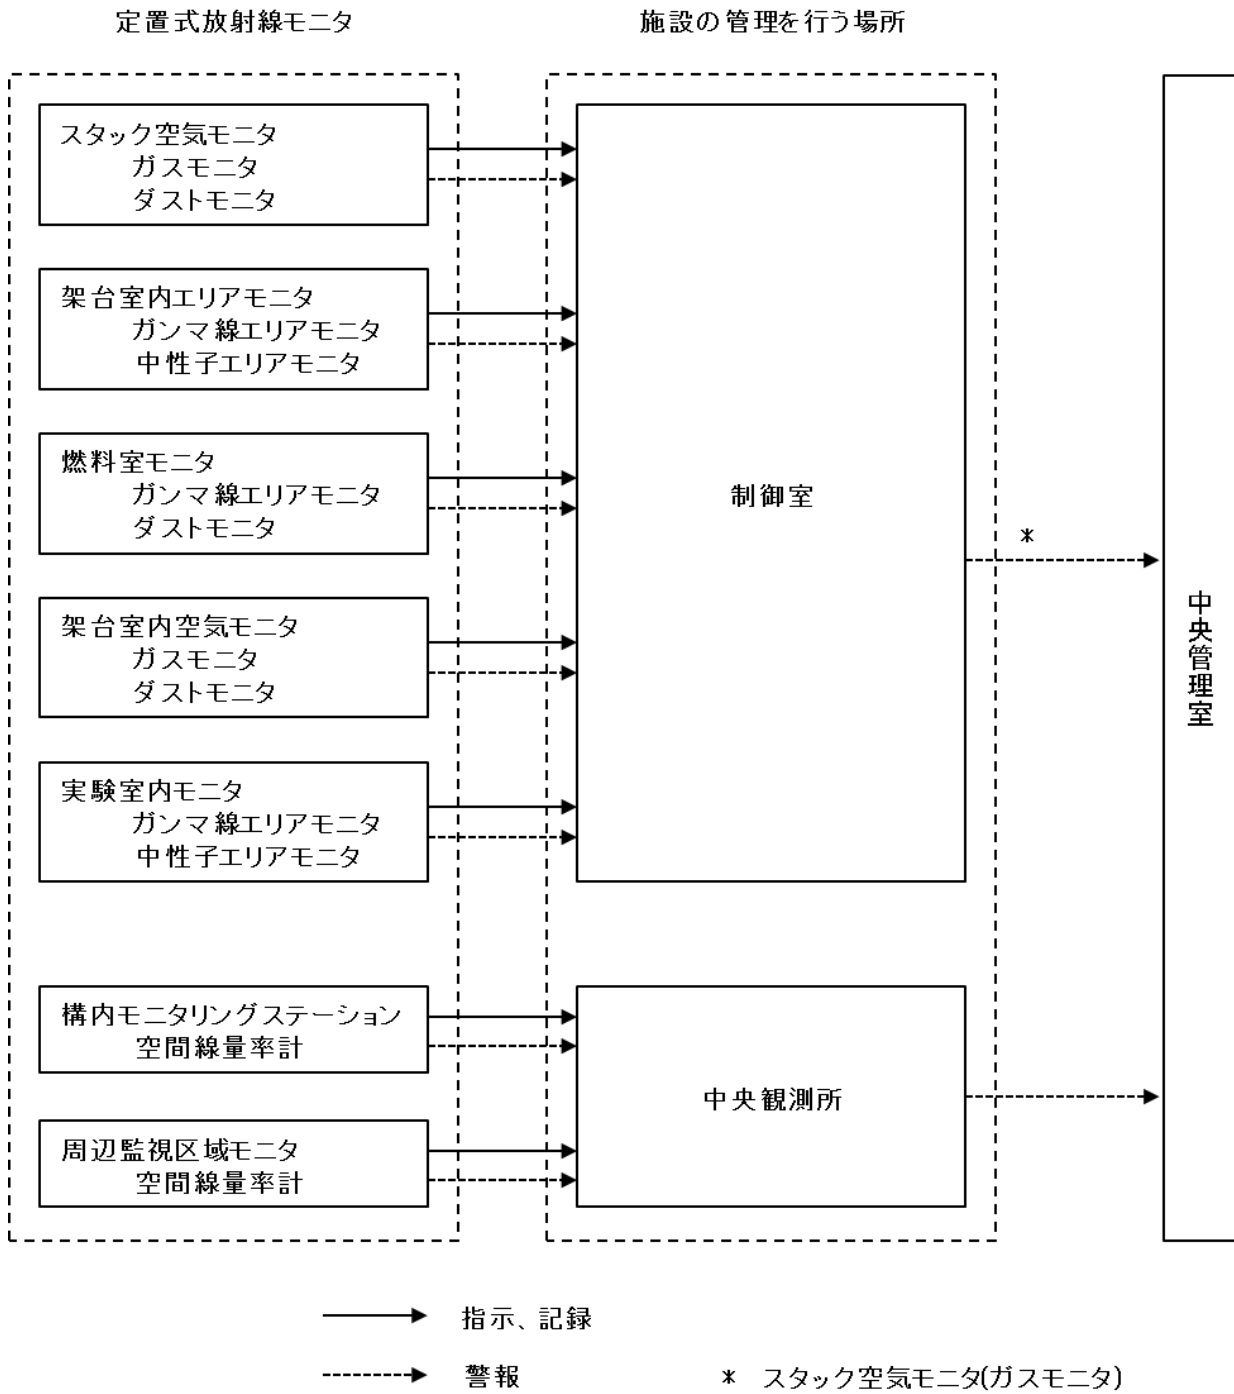 定置式放射線モニタ
施設の管理を行う場所
スタック空気モニタ
ガスモニタ
ダストモニタ
架台室内エリアモニタ
ガンマ線エリアモニタ
中性子エリアモニタ
燃料室モニタ
ガンマ線エリアモニタ
ダストモニタ
架台室内空気モニタ
ガスモニタ
ダストモニタ
実験室内モニタ
ガンマ線エリアモニタ
中性子エリアモニタ
制御室
*
構内モニタリングステーション
空間線量率計
周辺監視区域モニタ
空間線量率計
中央観測所
中央管理室
指示、記録
警報
* スタック空気モニタ(ガスモニタ)